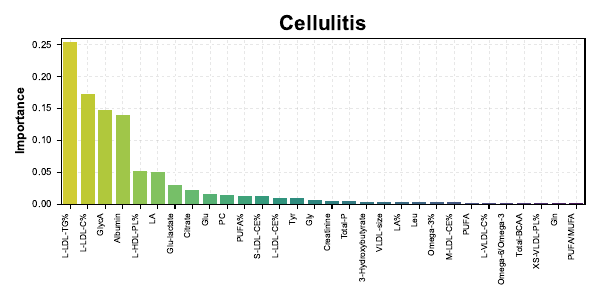 Cellulitis
Importance
0.25
0.20
0.15
0.10
0.05
0.00
L-LDL-TG%
L-LDL-C%
GlycA
Albumin
L-HDL-PL%
LA
Glu-lactate
Citrate
Glu
PC
PUFA%
S-LDL-CE%
L-LDL-CE%
Tyr
Gly
Creatinine
Total-P
3-Hydroxybutyrate
VLDL-size
LA%
Leu
Omega-3%
M-LDL-CE%
PUFA
L-VLDL-C%
Omega-6/Omega-3
Total-BCAA
XS-VLDL-PL%
Gln
PUFA/MUFA